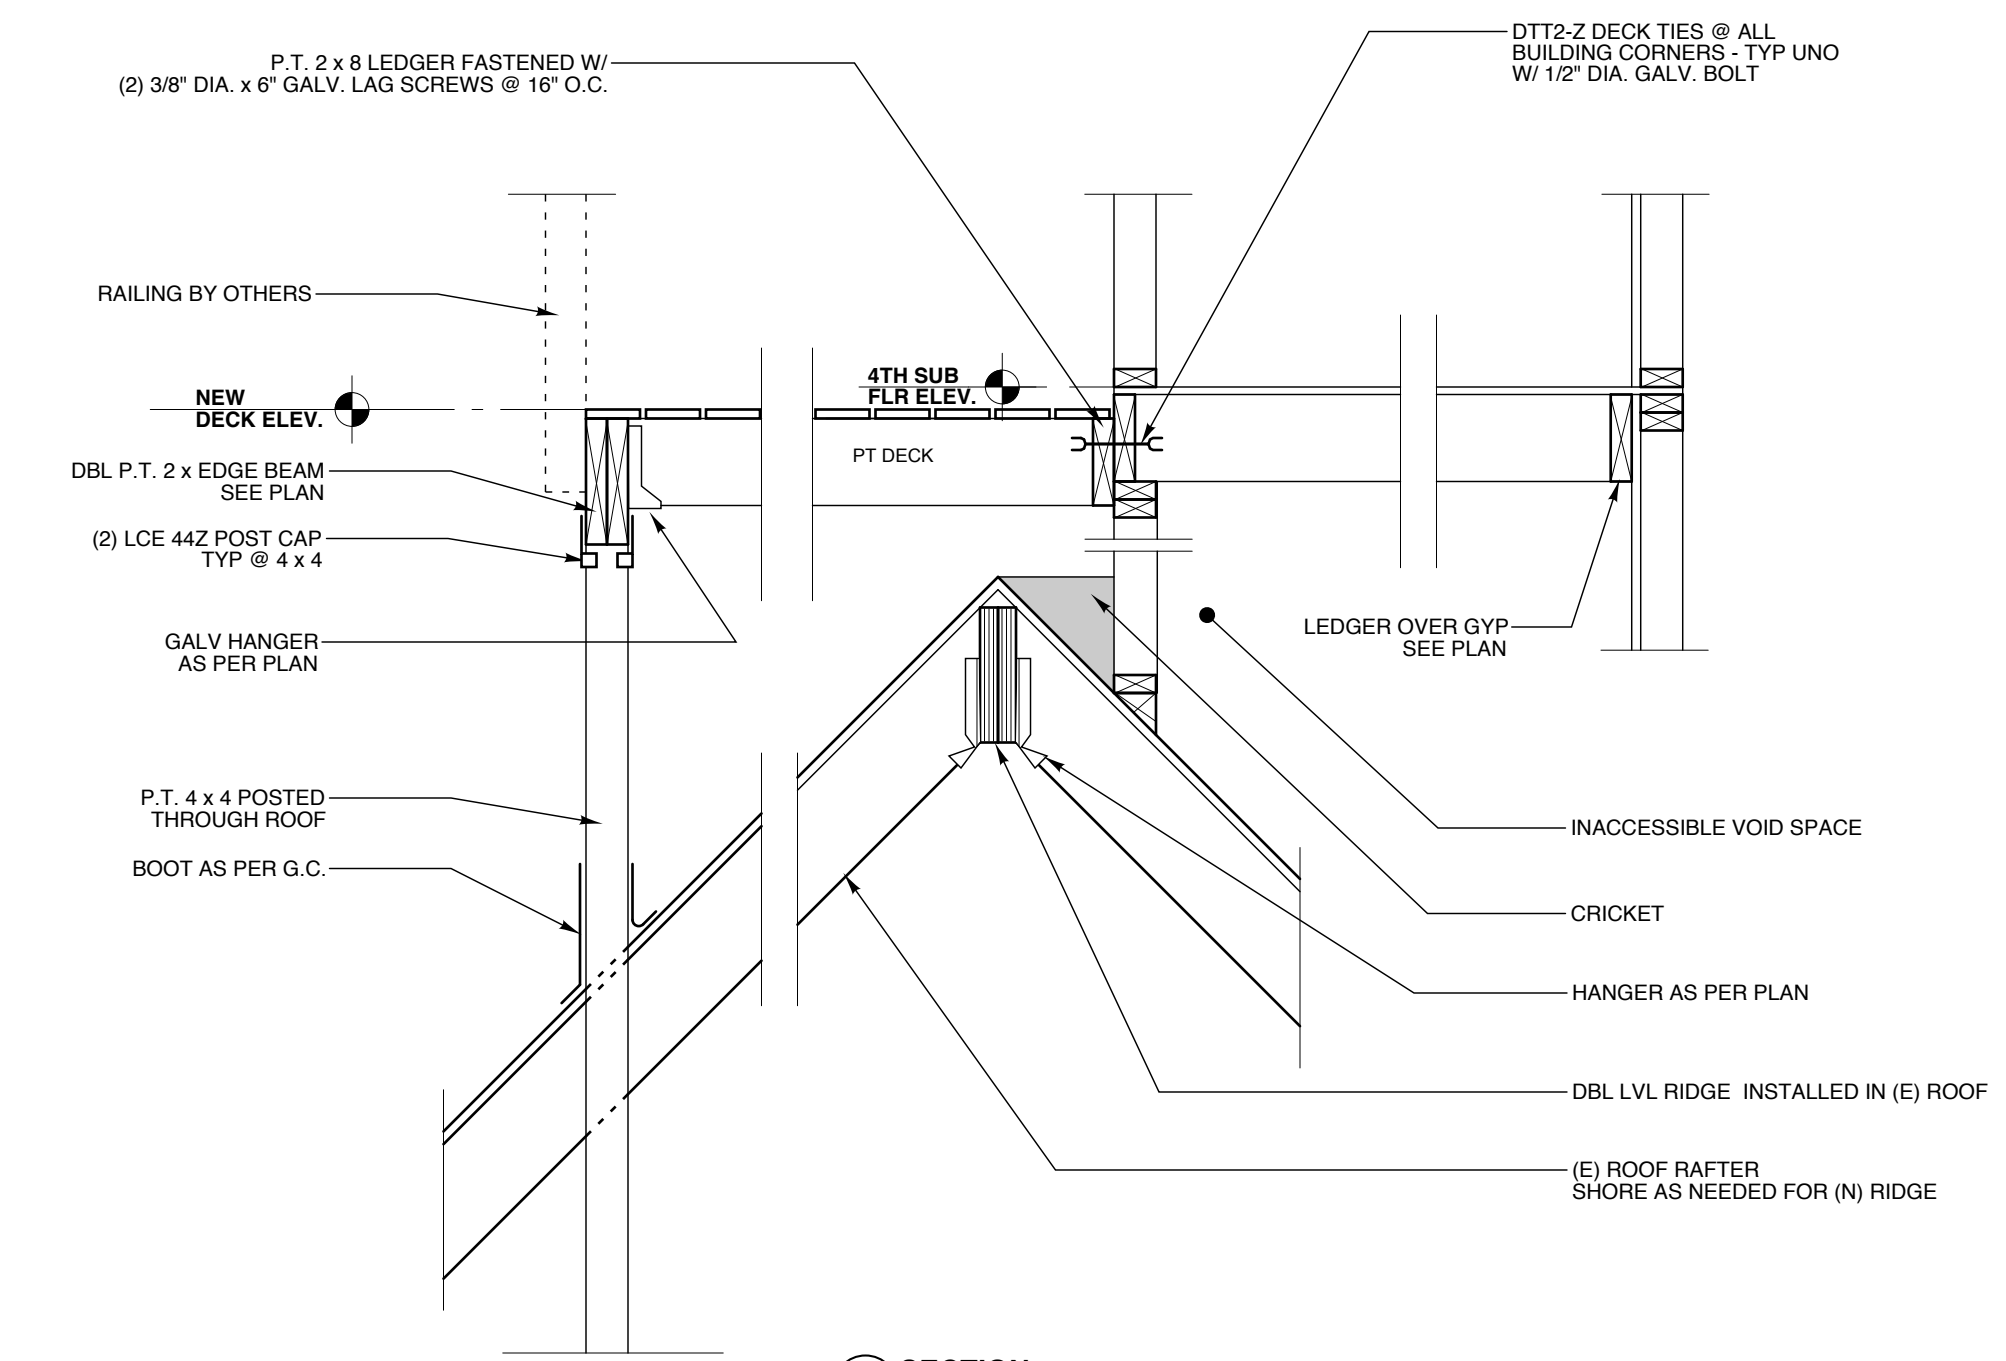 P.T. 2 x 8 LEDGER FASTENED W/
(2) 3/8" DIA. x 6" GALV. LAG SCREWS @ 16" O.C.
DTT2-Z DECK TIES @ ALL
BUILDING CORNERS - TYP UNO
W/ 1/2" DIA. GALV. BOLT
RAILING BY OTHERS
NEW
DECK ELEV.
4TH SUB
FLR ELEV.
DBL P.T. 2 x EDGE BEAM
SEE PLAN
PT DECK
(2) LCE 44Z POST CAP
TYP @ 4 x 4
GALV HANGER
AS PER PLAN
LEDGER OVER GYP
SEE PLAN
P.T. 4 x 4 POSTED
THROUGH ROOF
BOOT AS PER G.C.
INACCESSIBLE VOID SPACE
CRICKET
HANGER AS PER PLAN
DBL LVL RIDGE INSTALLED IN (E) ROOF
(E) ROOF RAFTER
SHORE AS NEEDED FOR (N) RIDGE
SECTION